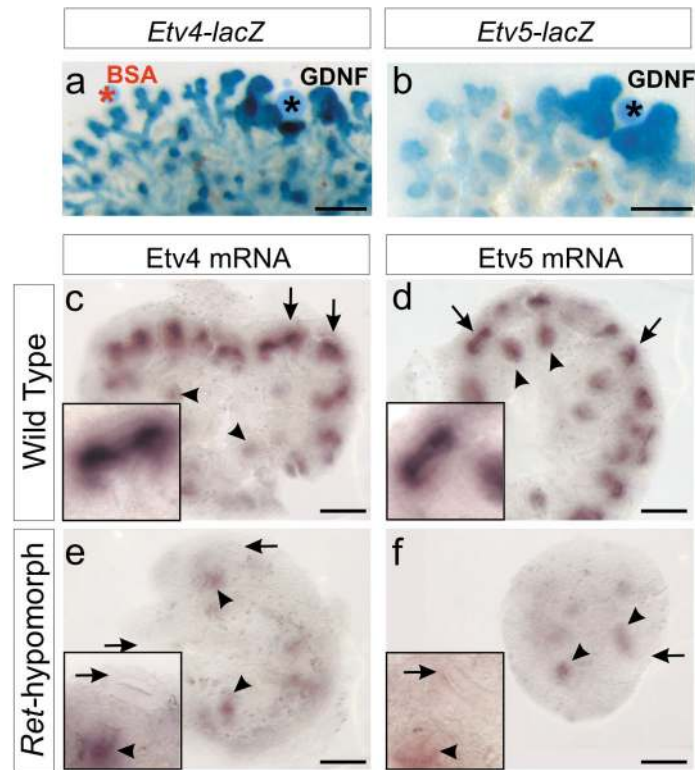 Etv4-lacZ
Etv5-lacZ
a
BSA
*
GDNF
*
b
GDNF
*
Etv4 mRNA
Etv5 mRNA
Wild Type
c
d
Ret-hypomorph
e
f